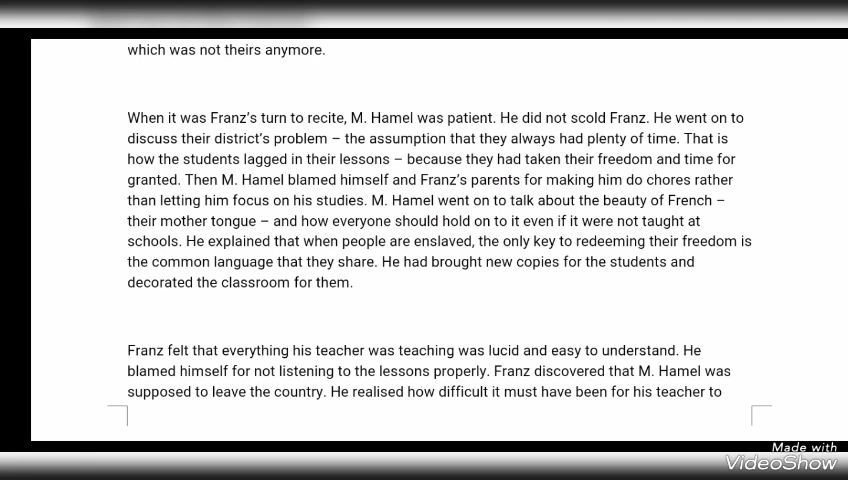 which was not theirs anymore.
When it was Franz’s turn to recite, M. Hamel was patient. He did not scold Franz. He went on to
discuss their district’s problem – the assumption that they always had plenty of time. That is
how the students lagged in their lessons – because they had taken their freedom and time for
granted. Then M. Hamel blamed himself and Franz’s parents for making him do chores rather
than letting him focus on his studies. M. Hamel went on to talk about the beauty of French –
their mother tongue – and how everyone should hold on to it even if it were not taught at
schools. He explained that when people are enslaved, the only key to redeeming their freedom is
the common language that they share. He had brought new copies for the students and
decorated the classroom for them.
Franz felt that everything his teacher was teaching was lucid and easy to understand. He
blamed himself for not listening to the lessons properly. Franz discovered that M. Hamel was
supposed to leave the country. He realised how difficult it must have been for his teacher to
Made with
VideoShow